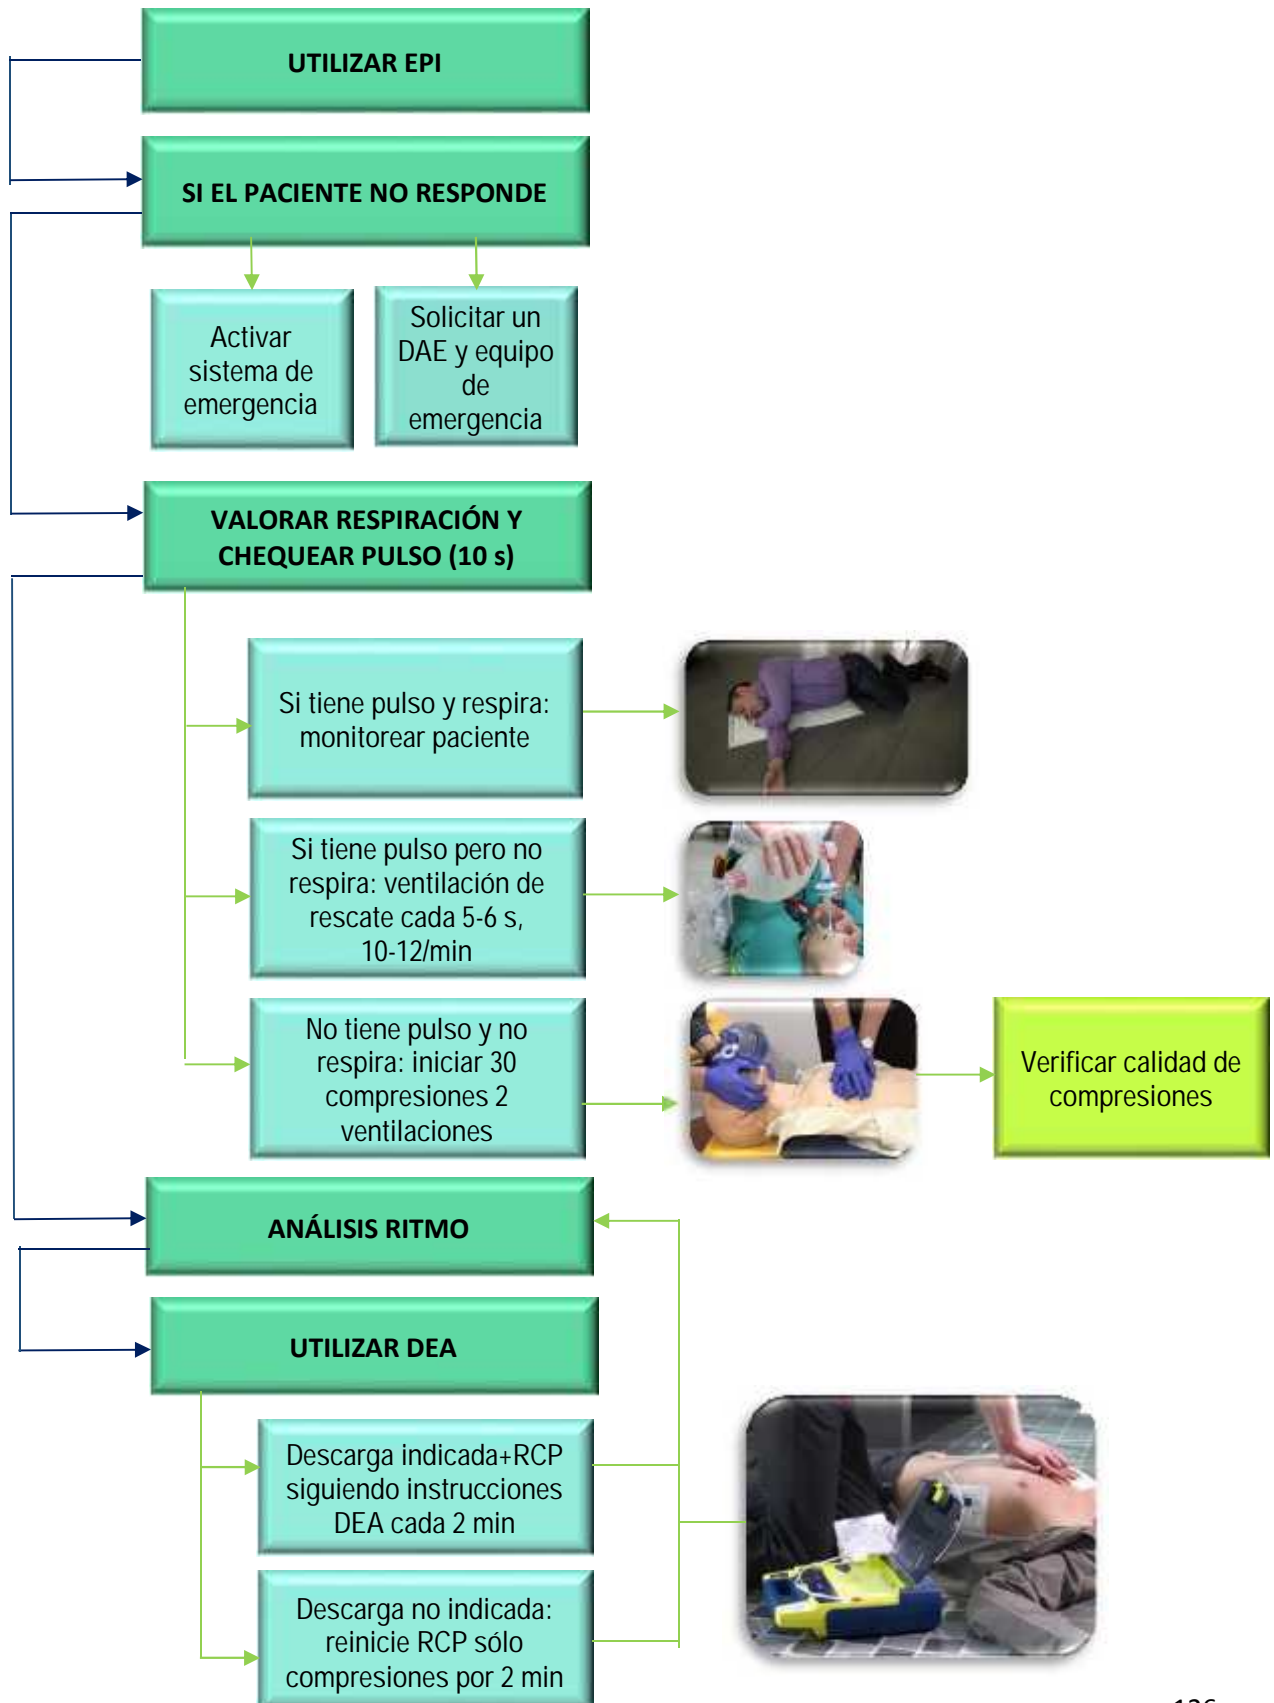 UTILIZAR EPI
SI EL PACIENTE NO RESPONDE
Activar
sistema de
emergencia
Solicitar un
DAE y equipo
de
emergencia
VALORAR RESPIRACIÓN Y
CHEQUEAR PULSO (10 s)
Si tiene pulso y respira:
monitorear paciente
Si tiene pulso pero no
respira: ventilación de
rescate cada 5-6 s,
10-12/min
No tiene pulso y no
respira: iniciar 30
compresiones 2
ventilaciones
Verificar calidad de
compresiones
ANÁLISIS RITMO
UTILIZAR DEA
Descarga indicada+RCP
siguiendo instrucciones
DEA cada 2 min
Descarga no indicada:
reinicie RCP sólo
compresiones por 2 min